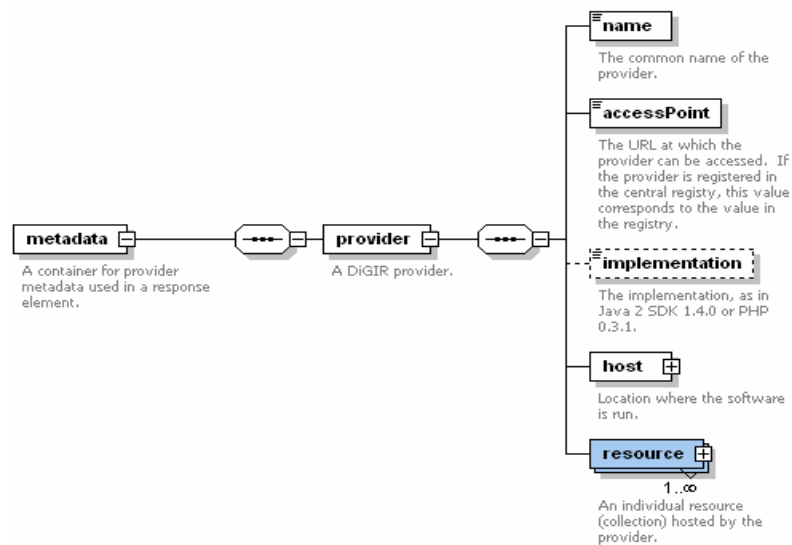 name
The common name of the
provider.
accessPoint
The URL at which the
provider can be accessed. If
the provider is registered in
the central registy, this value
corresponds to the value in
the registry.
metadata
A container for provider
metadata used in a response
element.
provider
A DiGIR provider.
implementation
The implementation, as in
Java 2 SDK 1.4.0 or PHP
0.3.1.
host
Location where the software
is run.
resource
1..∞
An individual resource
(collection) hosted by the
provider.